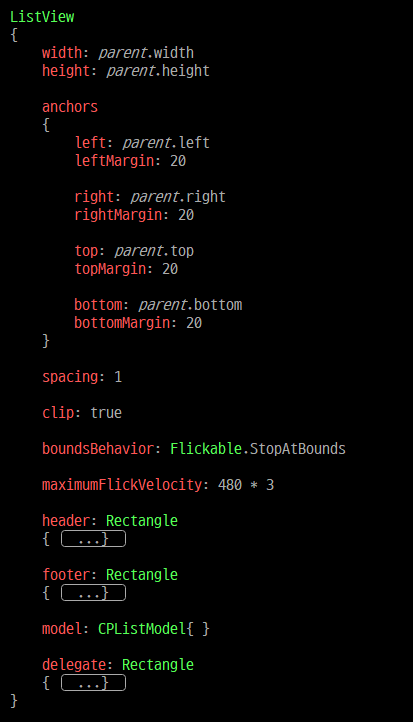 ListView
{
width: parent.width
height: parent.height
anchors
{
left: parent.left
leftMargin: 20
right: parent.right
rightMargin: 20
top: parent.top
topMargin: 20
bottom: parent.bottom
bottomMargin: 20
}
spacing: 1
clip: true
boundsBehavior: Flickable.StopAtBounds
maximumFlickVelocity: 480 * 3
header: Rectangle
{ ...}
footer: Rectangle
{ ...}
model: CPListModel{ }
delegate: Rectangle
{ ...}
}